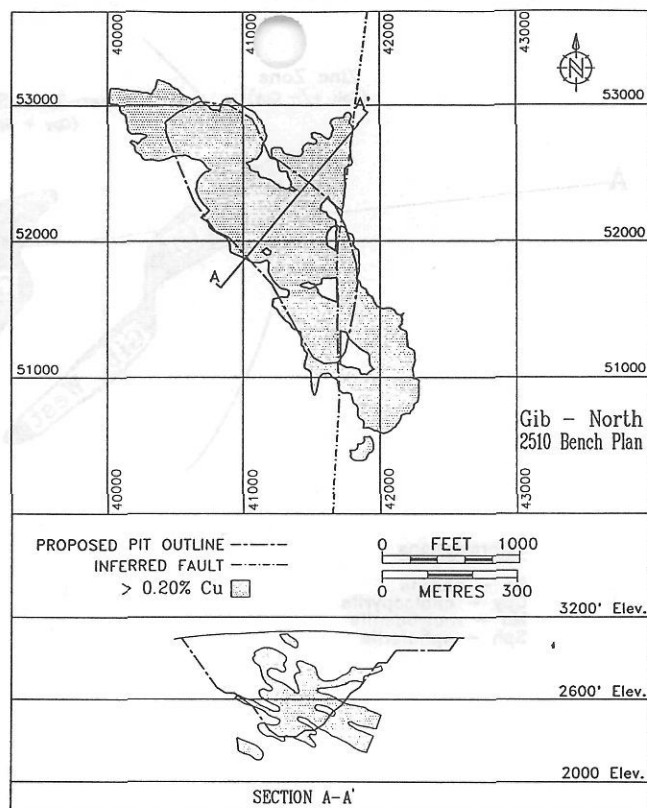 40000
41000
42000
43000
N
53000
53000
A'
52000
52000
A
51000
51000
Gib - North
2510 Bench Plan
40000
41000
42000
43000
PROPOSED PIT OUTLINE
INFERRED FAULT
> 0.20% Cu
0 FEET 1000
0 METRES 300
3200' Elev.
2600' Elev.
2000 Elev.
SECTION A-A'